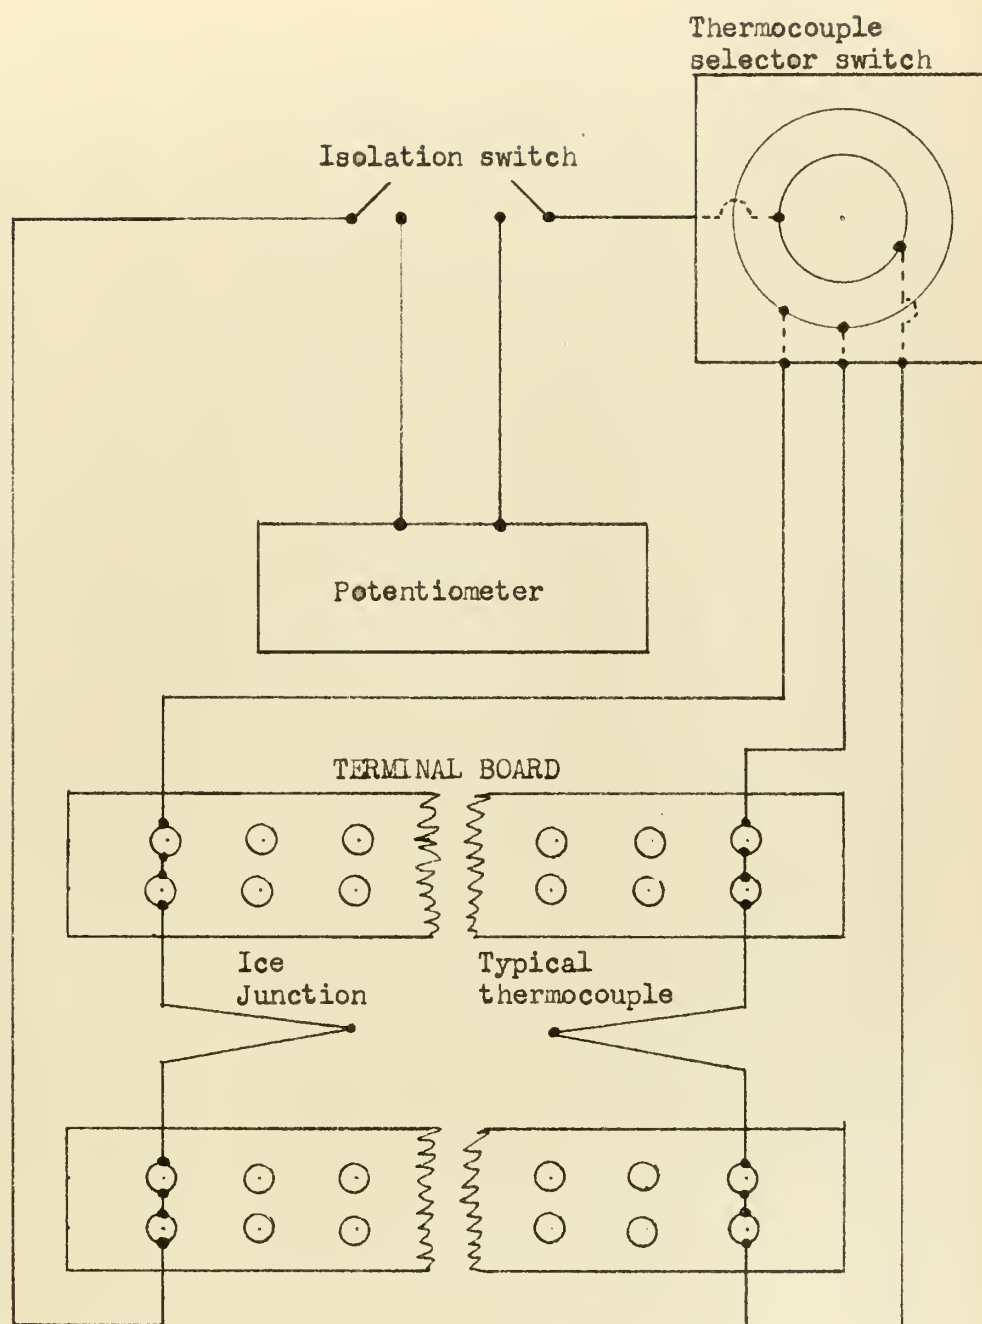 Thermocouple
selector switch
Isolation switch
Potentiometer
TERMINAL BOARD
Ice
Junction
Typical
thermocouple